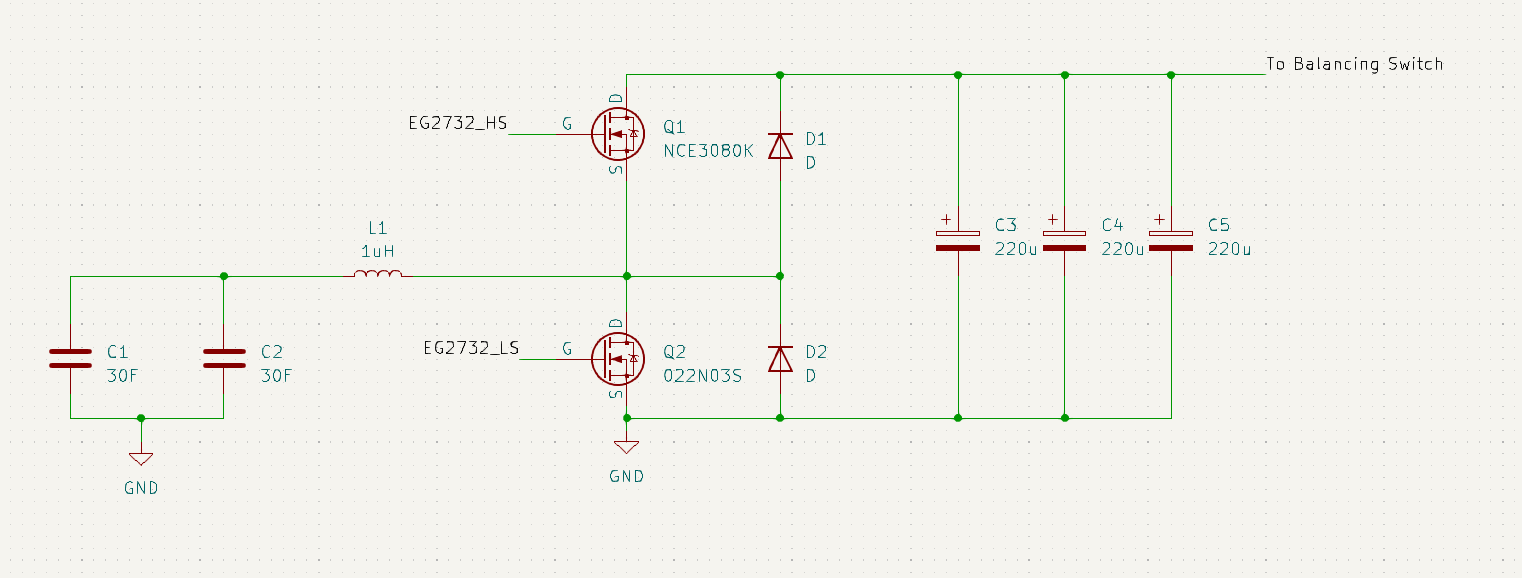 To Balancing Switch
EG2732_HS
D
G
S
Q1
NCE3080K
D1
D
L1
1uH
+
C3
220u
+
C4
220u
+
C5
220u
C1
30F
C2
30F
EG2732_LS
D
G
S
Q2
022N03S
D2
D
GND
GND